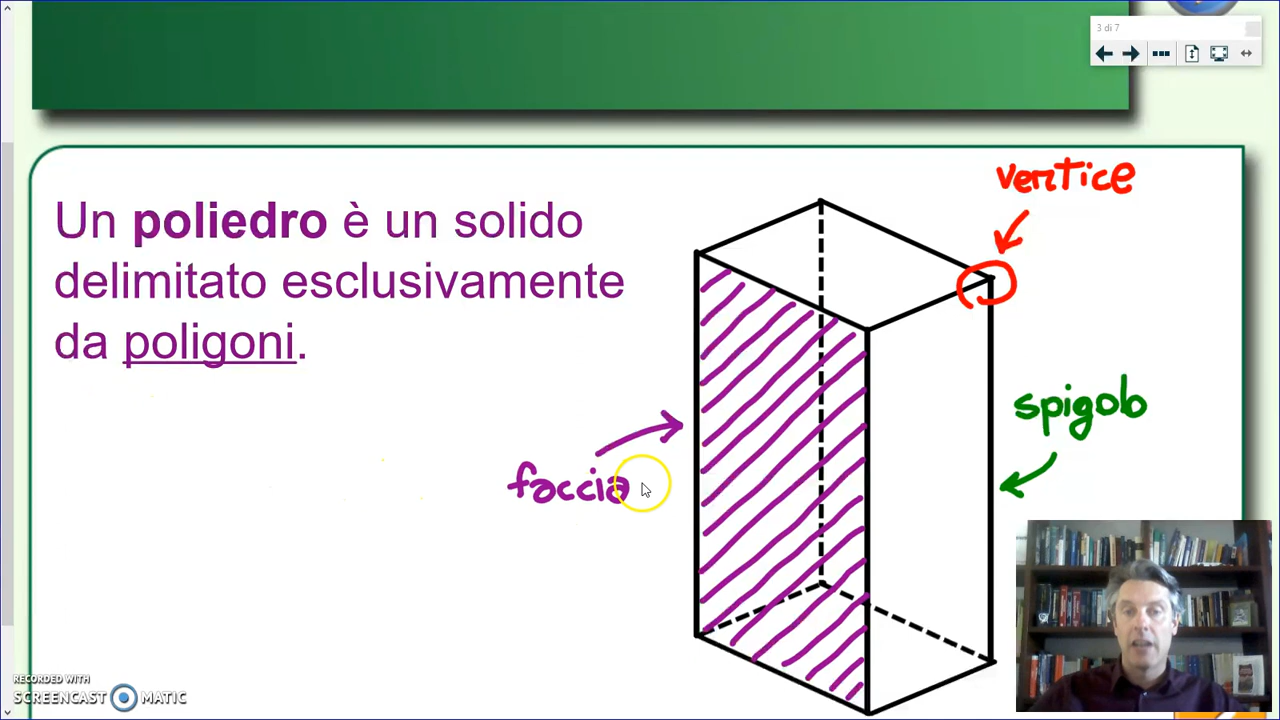 3 di 7
Un poliedro è un solido
delimitato esclusivamente
da poligoni.
vertice
spigolo
faccia
RECORDED WITH
SCREENCAST MATIC